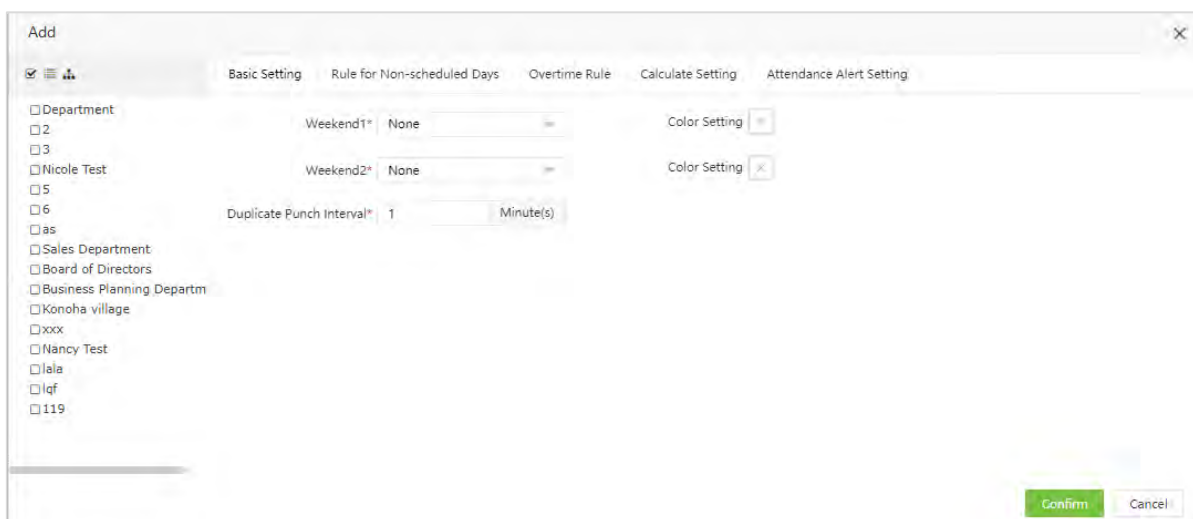 Add
Basic Setting Rule for Non-scheduled Days Overtime Rule Calculate Setting Attendance Alert Setting
Department
2
3
Nicole Test
5
6
as
Sales Department
Board of Directors
Business Planning Departm
Konoha village
xxx
Nancy Test
lala
lqf
119
Weekend1* None Color Setting
Weekend2* None Color Setting
Duplicate Punch Interval* 1 Minute(s)
Confirm Cancel